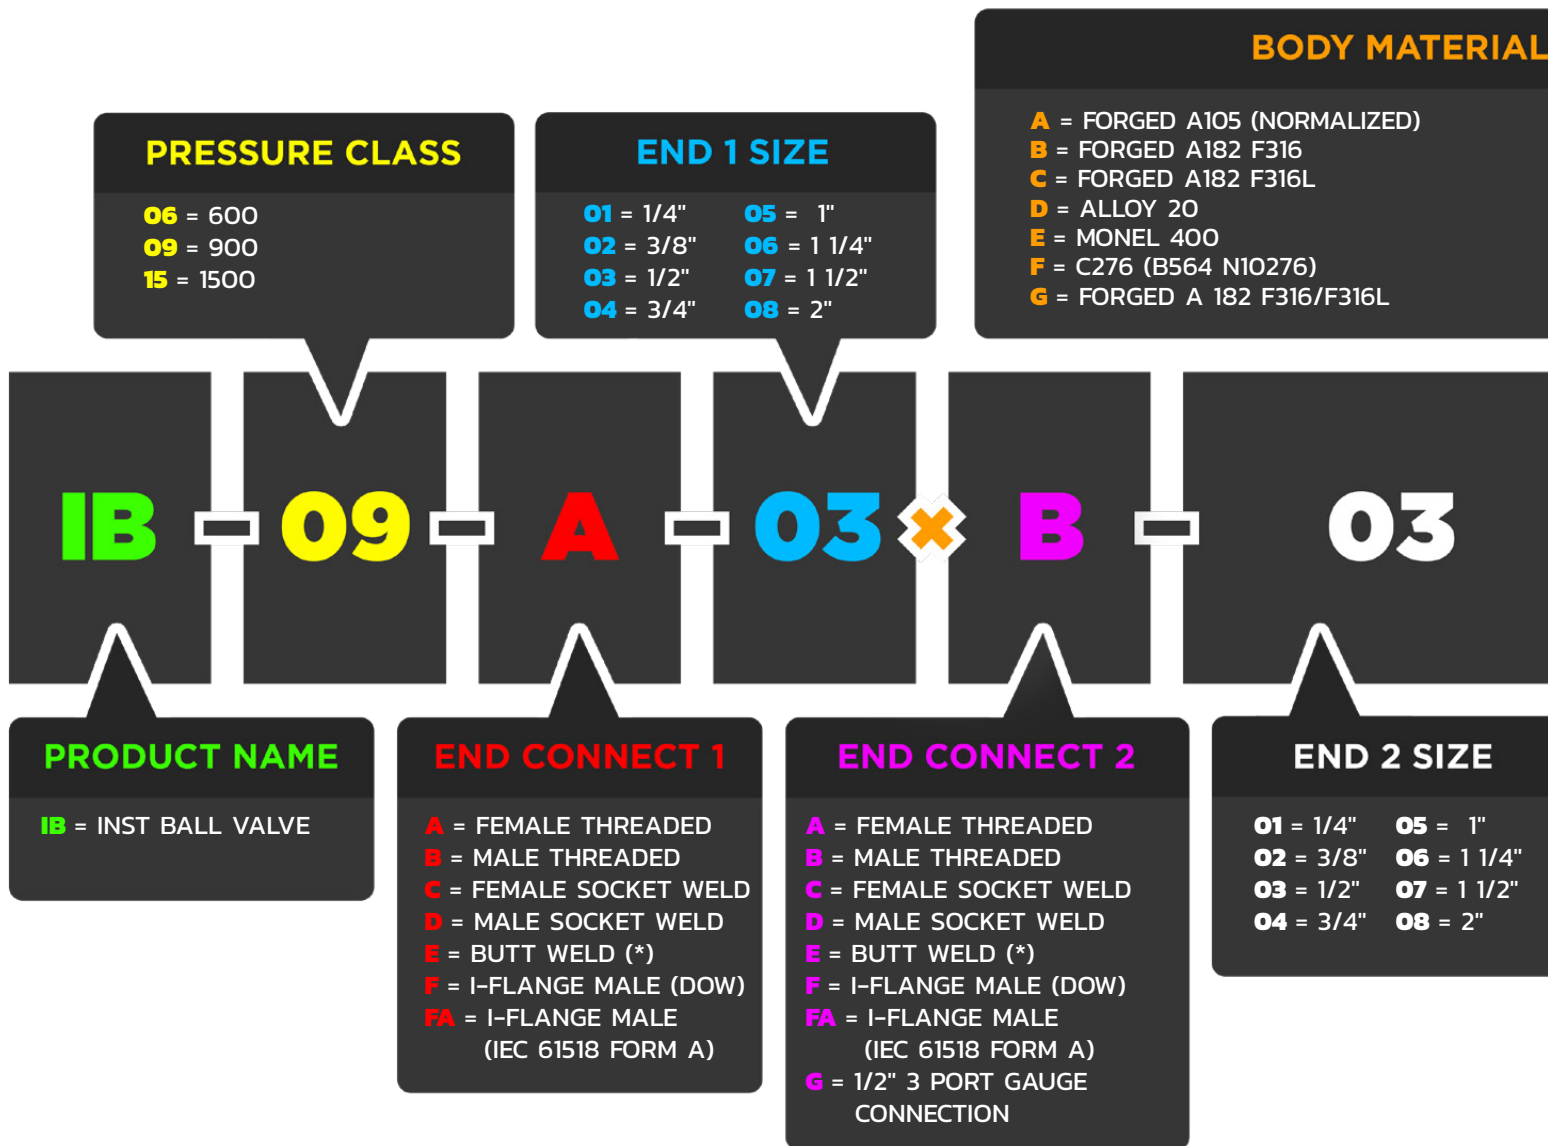 BODY MATERIAL
A = FORGED A105 (NORMALIZED)
B = FORGED A182 F316
C = FORGED A182 F316L
D = ALLOY 20
E = MONEL 400
F = C276 (B564 N10276)
G = FORGED A 182 F316/F316L
PRESSURE CLASS
06 = 600
09 = 900
15 = 1500
END 1 SIZE
01 = 1/4" 05 = 1"
02 = 3/8" 06 = 1 1/4"
03 = 1/2" 07 = 1 1/2"
04 = 3/4" 08 = 2"
IB - 09 - A - 03 × B - 03
PRODUCT NAME
IB = INST BALL VALVE
END CONNECT 1
A = FEMALE THREADED
B = MALE THREADED
C = FEMALE SOCKET WELD
D = MALE SOCKET WELD
E = BUTT WELD (*)
F = I-FLANGE MALE (DOW)
FA = I-FLANGE MALE
(IEC 61518 FORM A)
END CONNECT 2
A = FEMALE THREADED
B = MALE THREADED
C = FEMALE SOCKET WELD
D = MALE SOCKET WELD
E = BUTT WELD (*)
F = I-FLANGE MALE (DOW)
FA = I-FLANGE MALE
(IEC 61518 FORM A)
G = 1/2" 3 PORT GAUGE
CONNECTION
END 2 SIZE
01 = 1/4" 05 = 1"
02 = 3/8" 06 = 1 1/4"
03 = 1/2" 07 = 1 1/2"
04 = 3/4" 08 = 2"